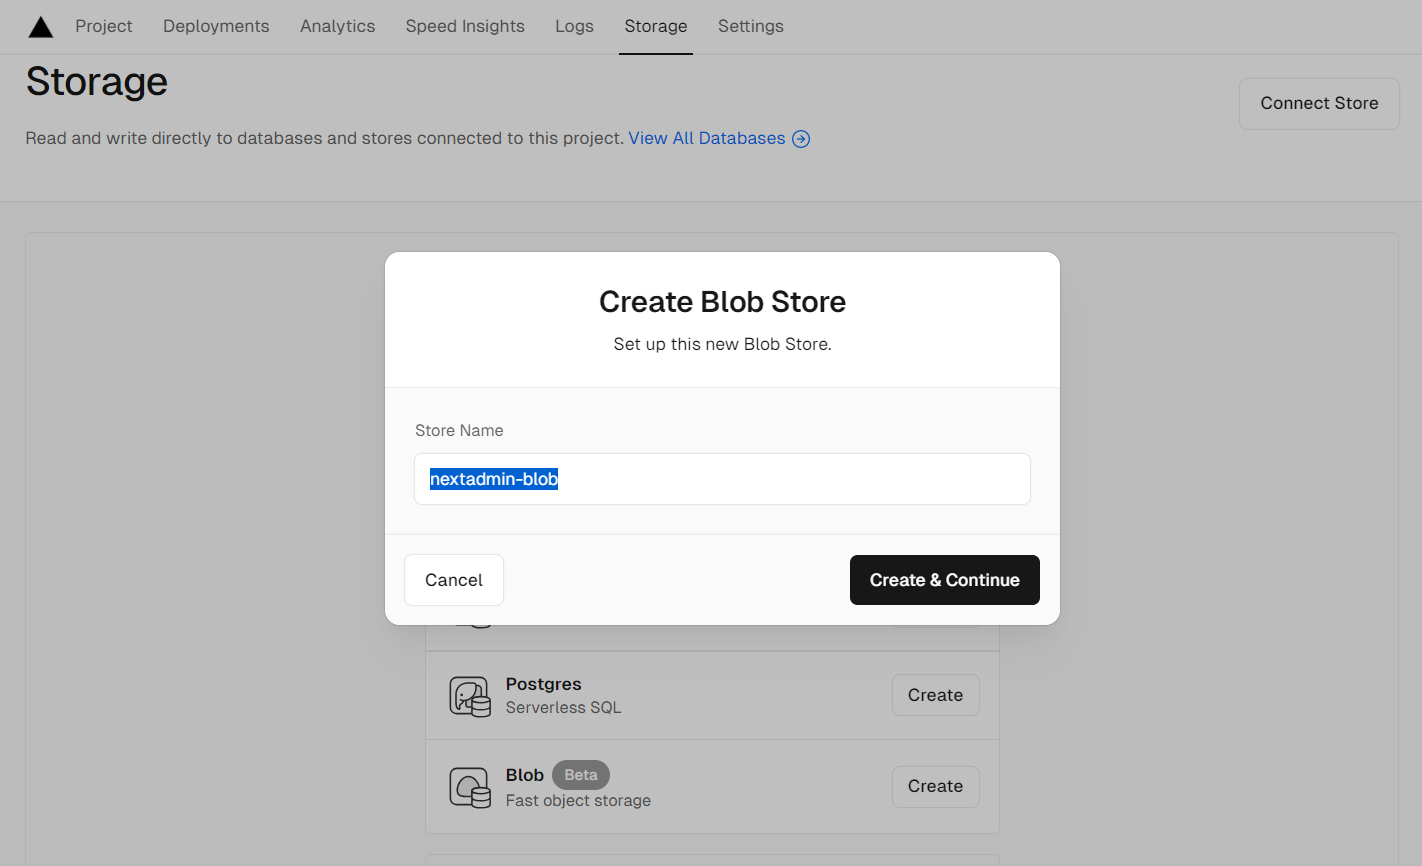 Project Deployments Analytics Speed Insights Logs Storage Settings
Storage
Connect Store
Read and write directly to databases and stores connected to this project. View All Databases
Create Blob Store
Set up this new Blob Store.
Store Name
nextadmin-blob
Cancel Create & Continue
Postgres
Serverless SQL
Create
Blob Beta
Fast object storage
Create